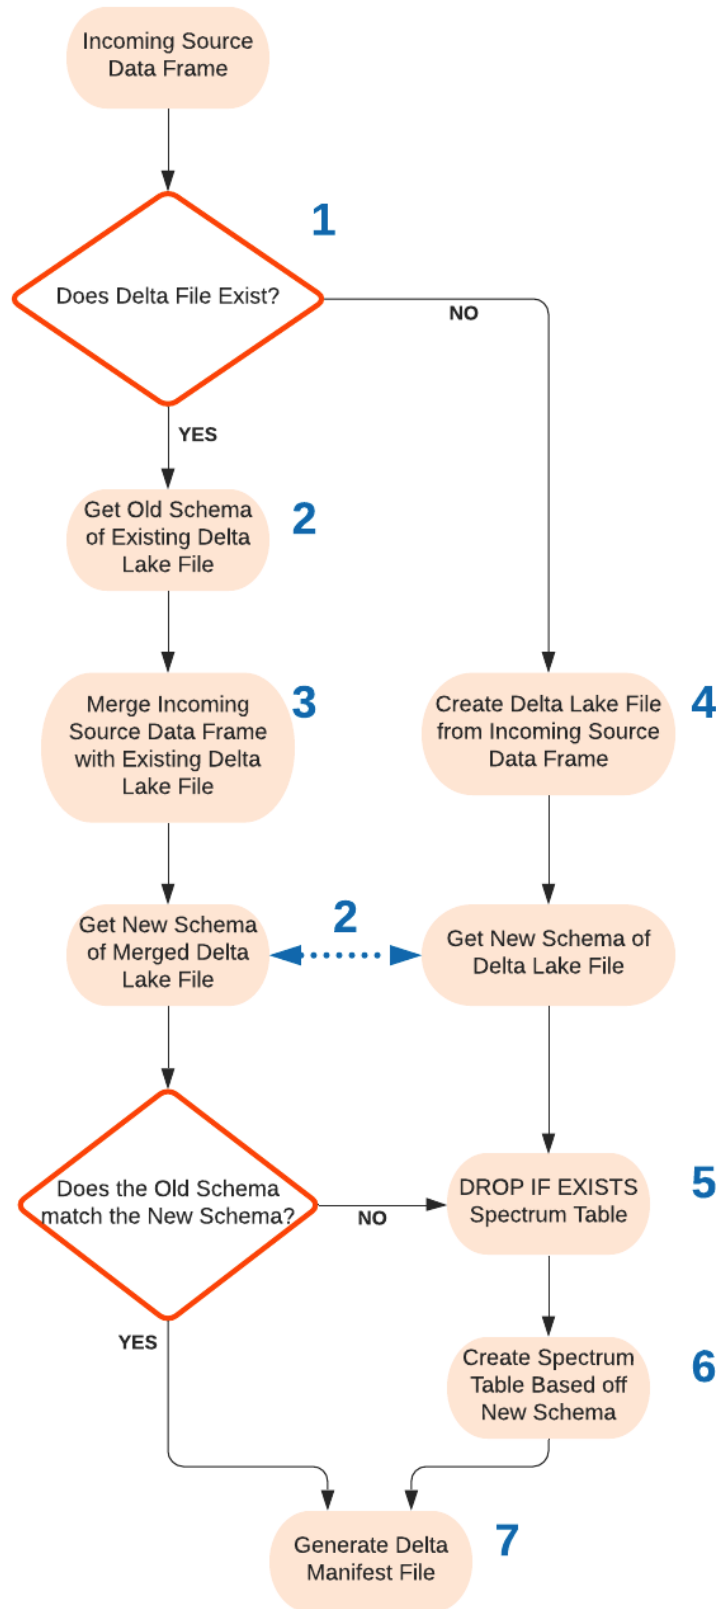 Incoming Source
Data Frame
1
Does Delta File Exist?
NO
YES
Get Old Schema
of Existing Delta
Lake File
2
Merge Incoming
Source Data Frame
with Existing Delta
Lake File
3
Create Delta Lake File
from Incoming Source
Data Frame
4
Get New Schema
of Merged Delta
Lake File
2
Get New Schema of
Delta Lake File
Does the Old Schema
match the New Schema?
NO
DROP IF EXISTS
Spectrum Table
5
YES
Create Spectrum
Table Based off
New Schema
6
Generate Delta
Manifest File
7